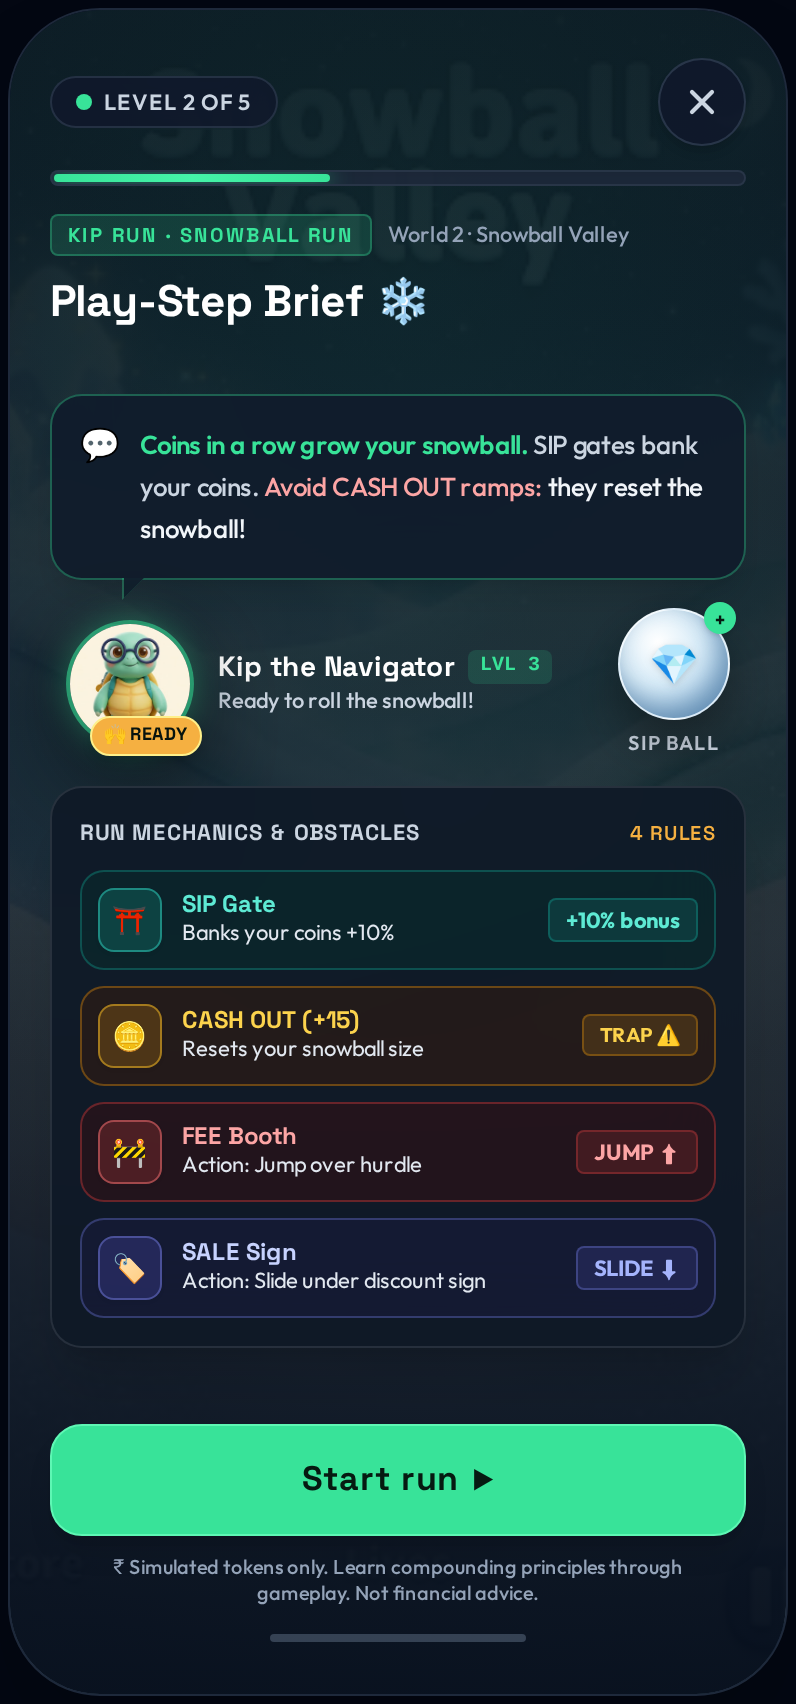 LEVEL 2 OF 5
Snowball
Valley
KIP RUN · SNOWBALL RUN
World 2 · Snowball Valley
Play-Step Brief ❄️
💬 Coins in a row grow your snowball. SIP gates bank
your coins. Avoid CASH OUT ramps: they reset the
snowball!
Kip the Navigator LVL 3
Ready to roll the snowball!
🙌 READY
+
SIP BALL
RUN MECHANICS & OBSTACLES
4 RULES
SIP Gate
Banks your coins +10%
+10% bonus
CASH OUT (+15)
Resets your snowball size
TRAP ⚠️
FEE Booth
Action: Jump over hurdle
JUMP ⬆
SALE Sign
Action: Slide under discount sign
SLIDE ⬇
Start run ▶
₹ Simulated tokens only. Learn compounding principles through
gameplay. Not financial advice.